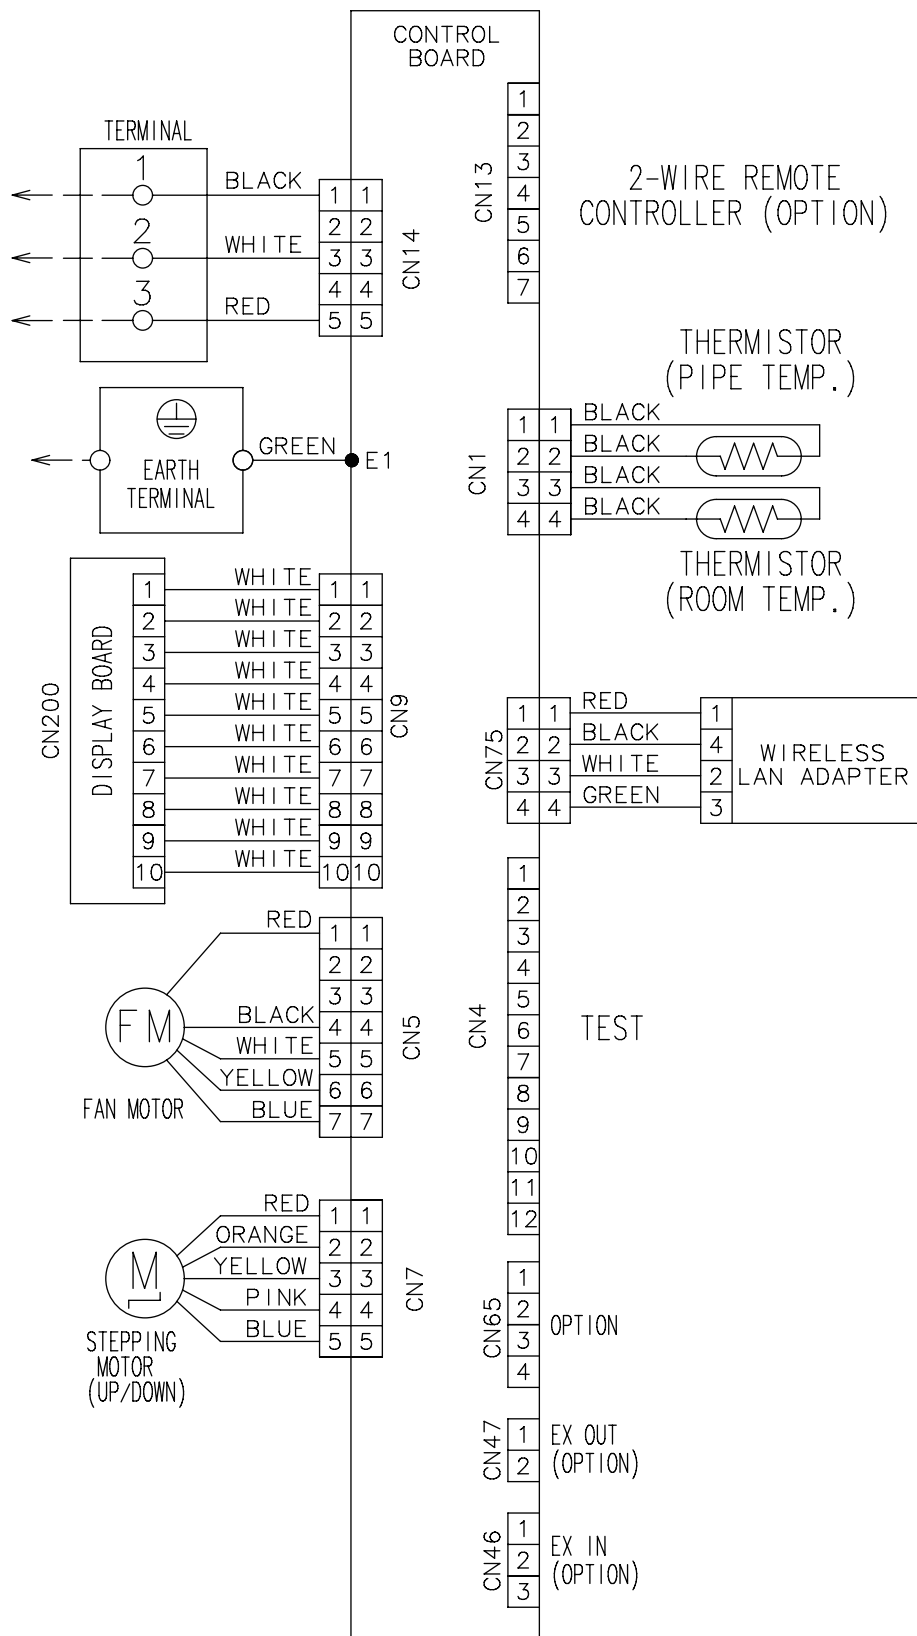 CONTROL
BOARD
TERMINAL
1
BLACK
2
WHITE
3
RED
1 1
2 2
3 3
4 4
5 5
CN14
CN13
1
2
3
4
5
6
7
2-WIRE REMOTE
CONTROLLER (OPTION)
EARTH
TERMINAL
GREEN
E1
THERMISTOR
(PIPE TEMP.)
CN1
1 1 BLACK
2 2 BLACK
3 3 BLACK
4 4 BLACK
THERMISTOR
(ROOM TEMP.)
CN200
DISPLAY BOARD
1 WHITE 1 1
2 WHITE 2 2
3 WHITE 3 3
4 WHITE 4 4
5 WHITE 5 5
6 WHITE 6 6
7 WHITE 7 7
8 WHITE 8 8
9 WHITE 9 9
10 WHITE 10 10
CN9
CN75
1 1 RED 1
2 2 BLACK 4
3 3 WHITE 2
4 4 GREEN 3
WIRELESS
LAN ADAPTER
FM
FAN MOTOR
RED 1 1
2 2
3 3
BLACK 4 4
WHITE 5 5
YELLOW 6 6
BLUE 7 7
CN5
CN4
1
2
3
4
5
6
7
8
9
10
11
12
TEST
M
STEPPING
MOTOR
(UP/DOWN)
RED 1 1
ORANGE 2 2
YELLOW 3 3
PINK 4 4
BLUE 5 5
CN7
CN65
1
2
3
4
OPTION
CN47
1
2
EX OUT
(OPTION)
CN46
1
2
3
EX IN
(OPTION)